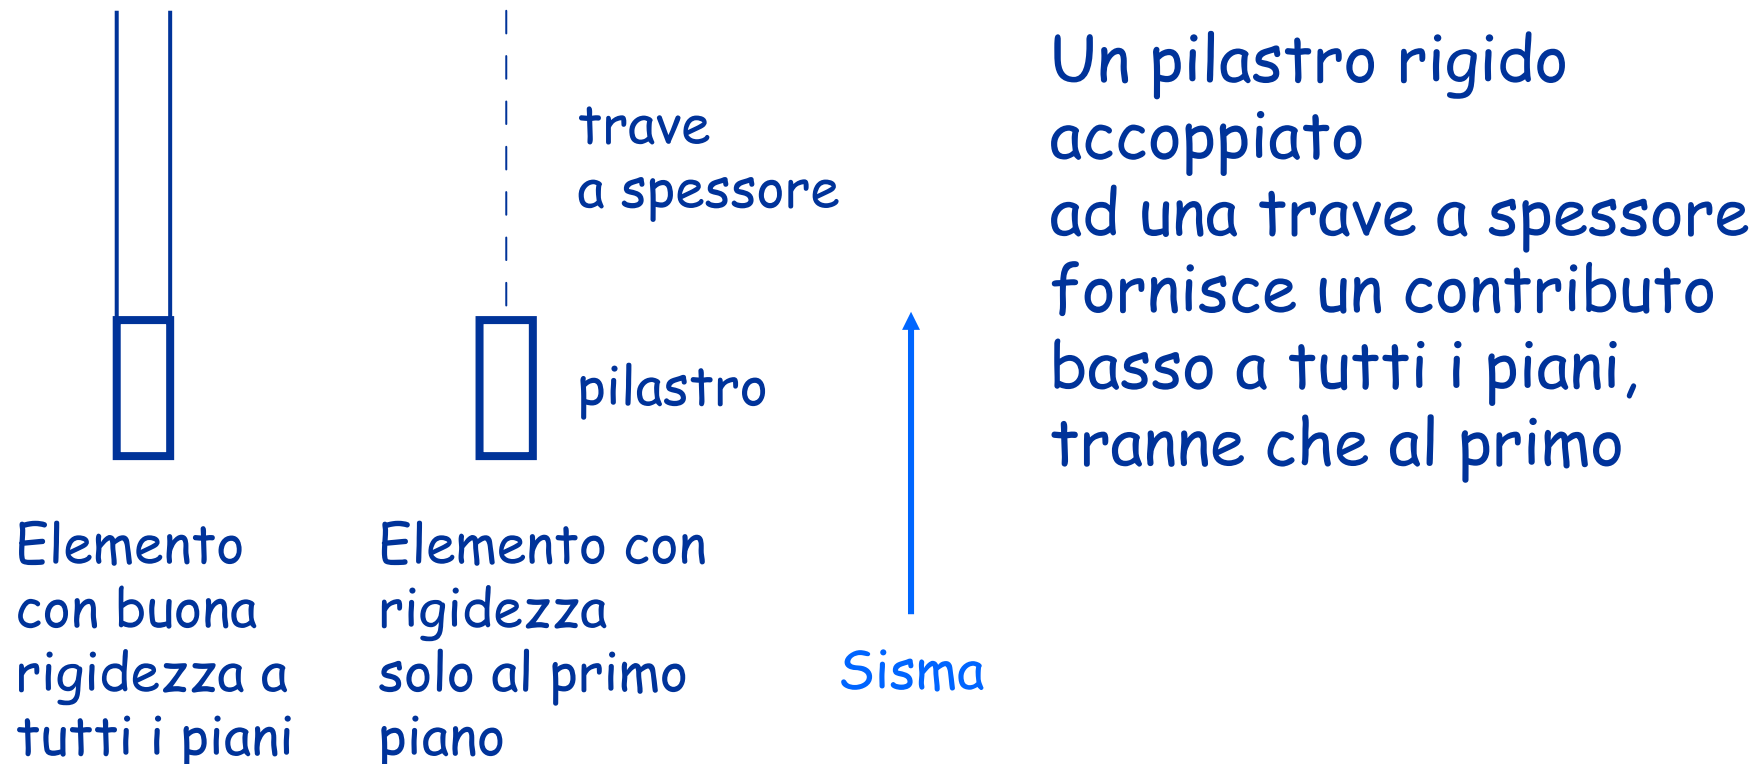 trave
a spessore
pilastro
Elemento
con buona
rigidezza a
tutti i piani
Elemento con
rigidezza
solo al primo
piano
Sisma
Un pilastro rigido
accoppiato
ad una trave a spessore
fornisce un contributo
basso a tutti i piani,
tranne che al primo